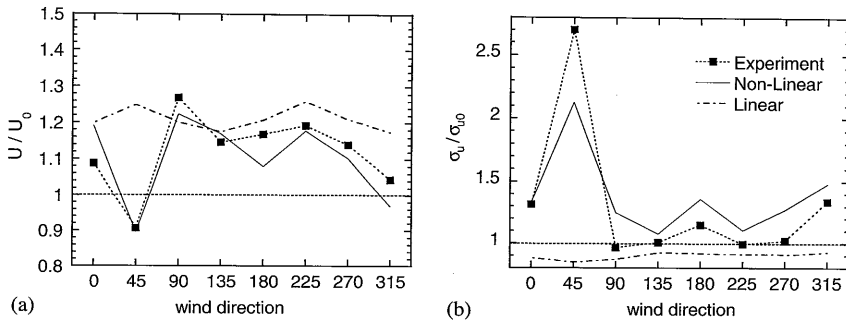 1.5
1.4
1.3
1.2
1.1
1
0.9
0.8
U / U₀
0 45 90 135 180 225 270 315
wind direction
(a)
2.5
2
1.5
1
σᵤ/σᵤ₀
Experiment
Non-Linear
Linear
0 45 90 135 180 225 270 315
wind direction
(b)